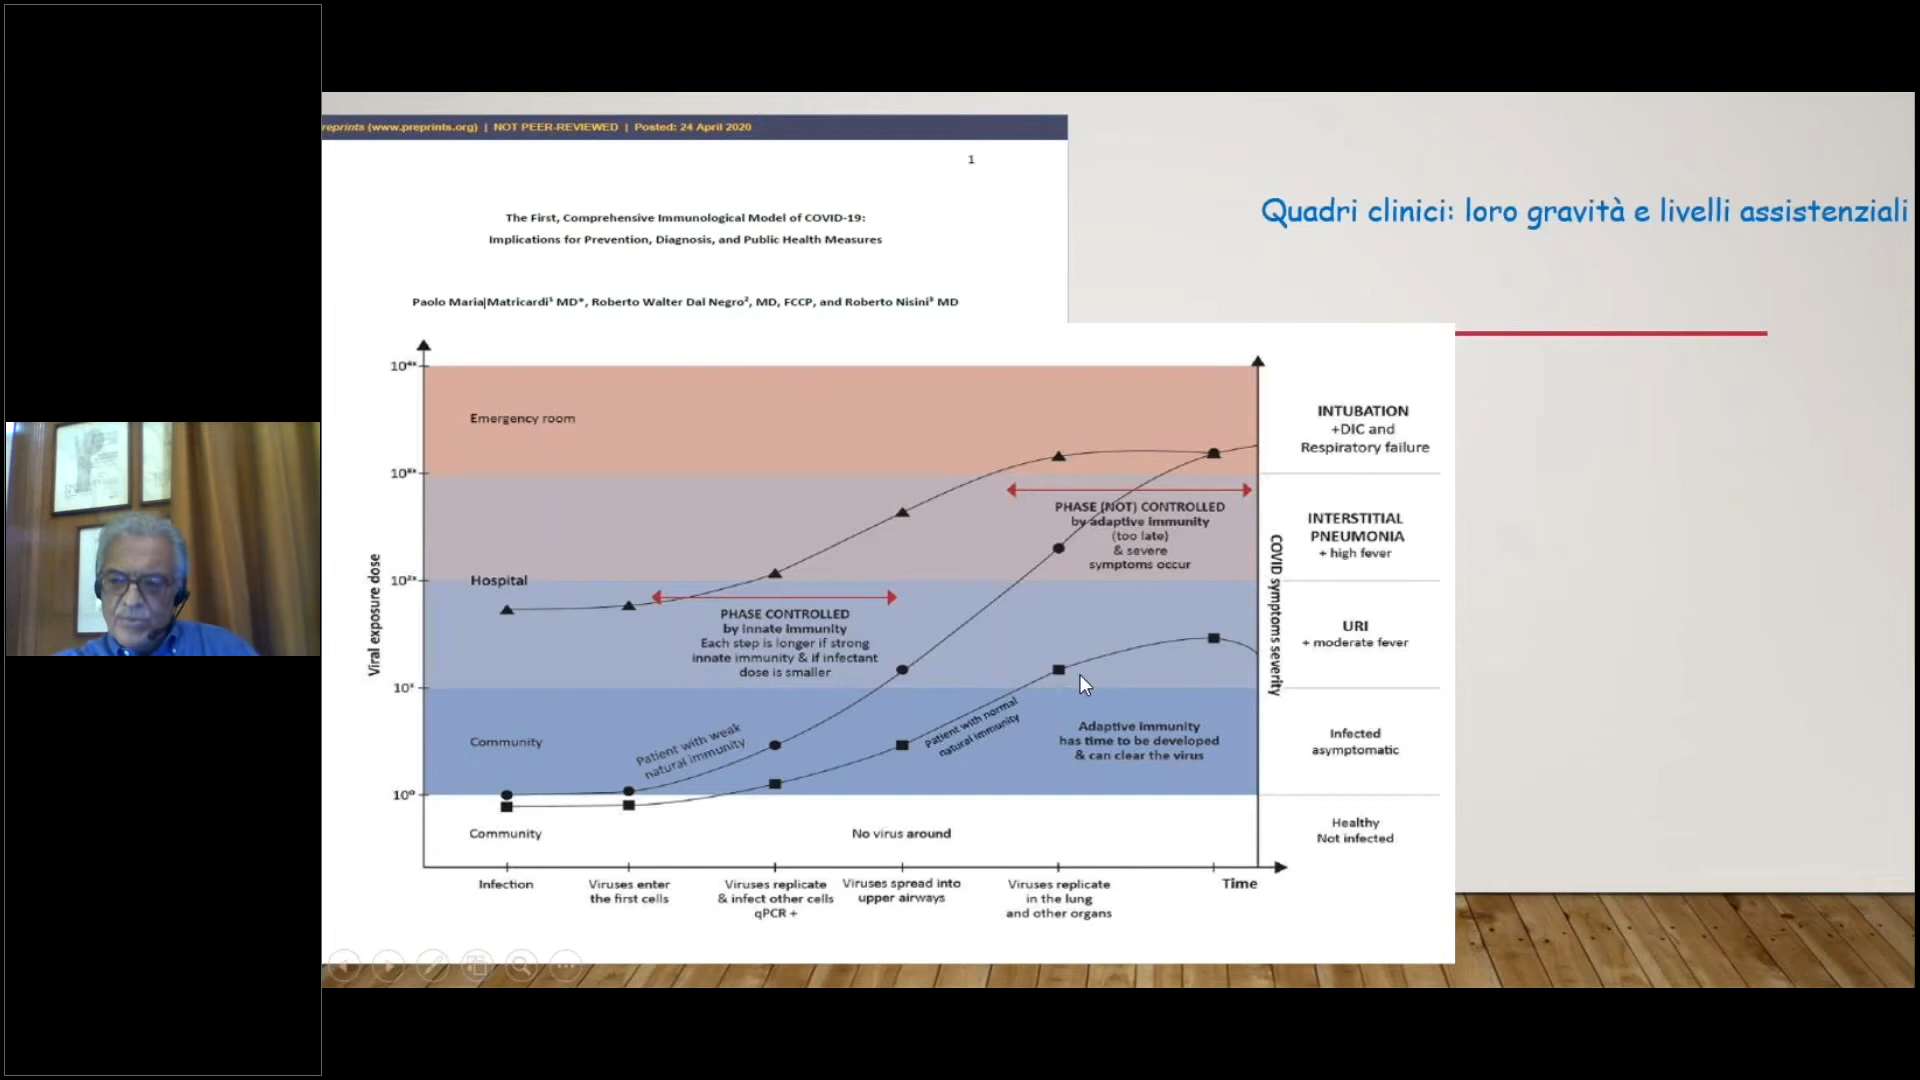 reprints (www.preprints.org) | NOT PEER-REVIEWED | Posted: 24 April 2020
1
The First, Comprehensive Immunological Model of COVID-19:
Implications for Prevention, Diagnosis, and Public Health Measures
Paolo Maria Matricardi¹ MD*, Roberto Walter Dal Negro², MD, FCCP, and Roberto Nisini³ MD
Quadri clinici: loro gravità e livelli assistenziali
Viral exposure dose
10⁴ˣ
10³ˣ
10²ˣ
10ˣ
10⁰
Emergency room
Hospital
Community
Community
PHASE CONTROLLED
by innate immunity
Each step is longer if strong
innate immunity & if infectant
dose is smaller
PHASE (NOT) CONTROLLED
by adaptive immunity
(too late)
& severe
symptoms occur
Patient with weak
natural immunity
Patient with normal
natural immunity
Adaptive immunity
has time to be developed
& can clear the virus
No virus around
COVID symptoms severity
INTUBATION
+DIC and
Respiratory failure
INTERSTITIAL
PNEUMONIA
+ high fever
URI
+ moderate fever
Infected
asymptomatic
Healthy
Not infected
Infection
Viruses enter
the first cells
Viruses replicate
& infect other cells
qPCR +
Viruses spread into
upper airways
Viruses replicate
in the lung
and other organs
Time